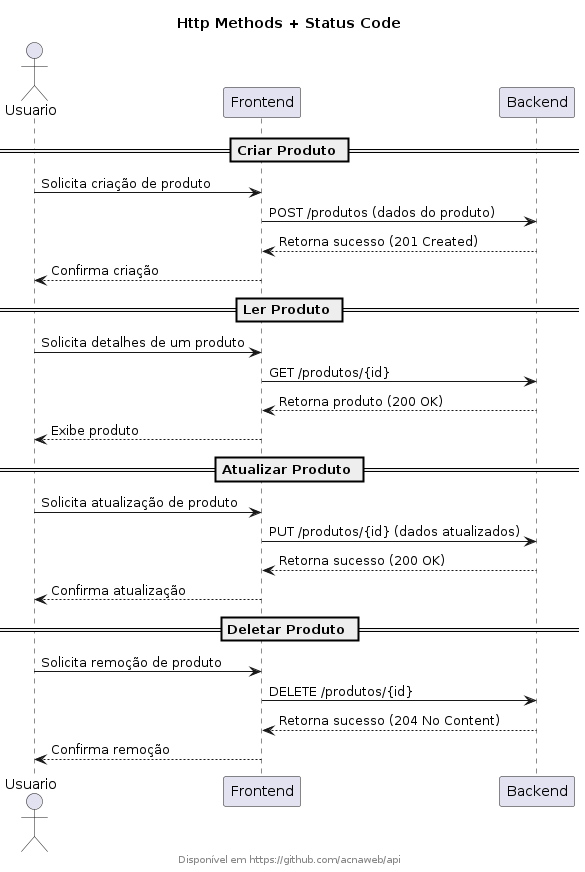 Http Methods + Status Code
Usuario
Frontend
Backend
Criar Produto
Solicita criação de produto
POST /produtos (dados do produto)
Retorna sucesso (201 Created)
Confirma criação
Ler Produto
Solicita detalhes de um produto
GET /produtos/{id}
Retorna produto (200 OK)
Exibe produto
Atualizar Produto
Solicita atualização de produto
PUT /produtos/{id} (dados atualizados)
Retorna sucesso (200 OK)
Confirma atualização
Deletar Produto
Solicita remoção de produto
DELETE /produtos/{id}
Retorna sucesso (204 No Content)
Confirma remoção
Usuario
Frontend
Backend
Disponível em https://github.com/acnaweb/api